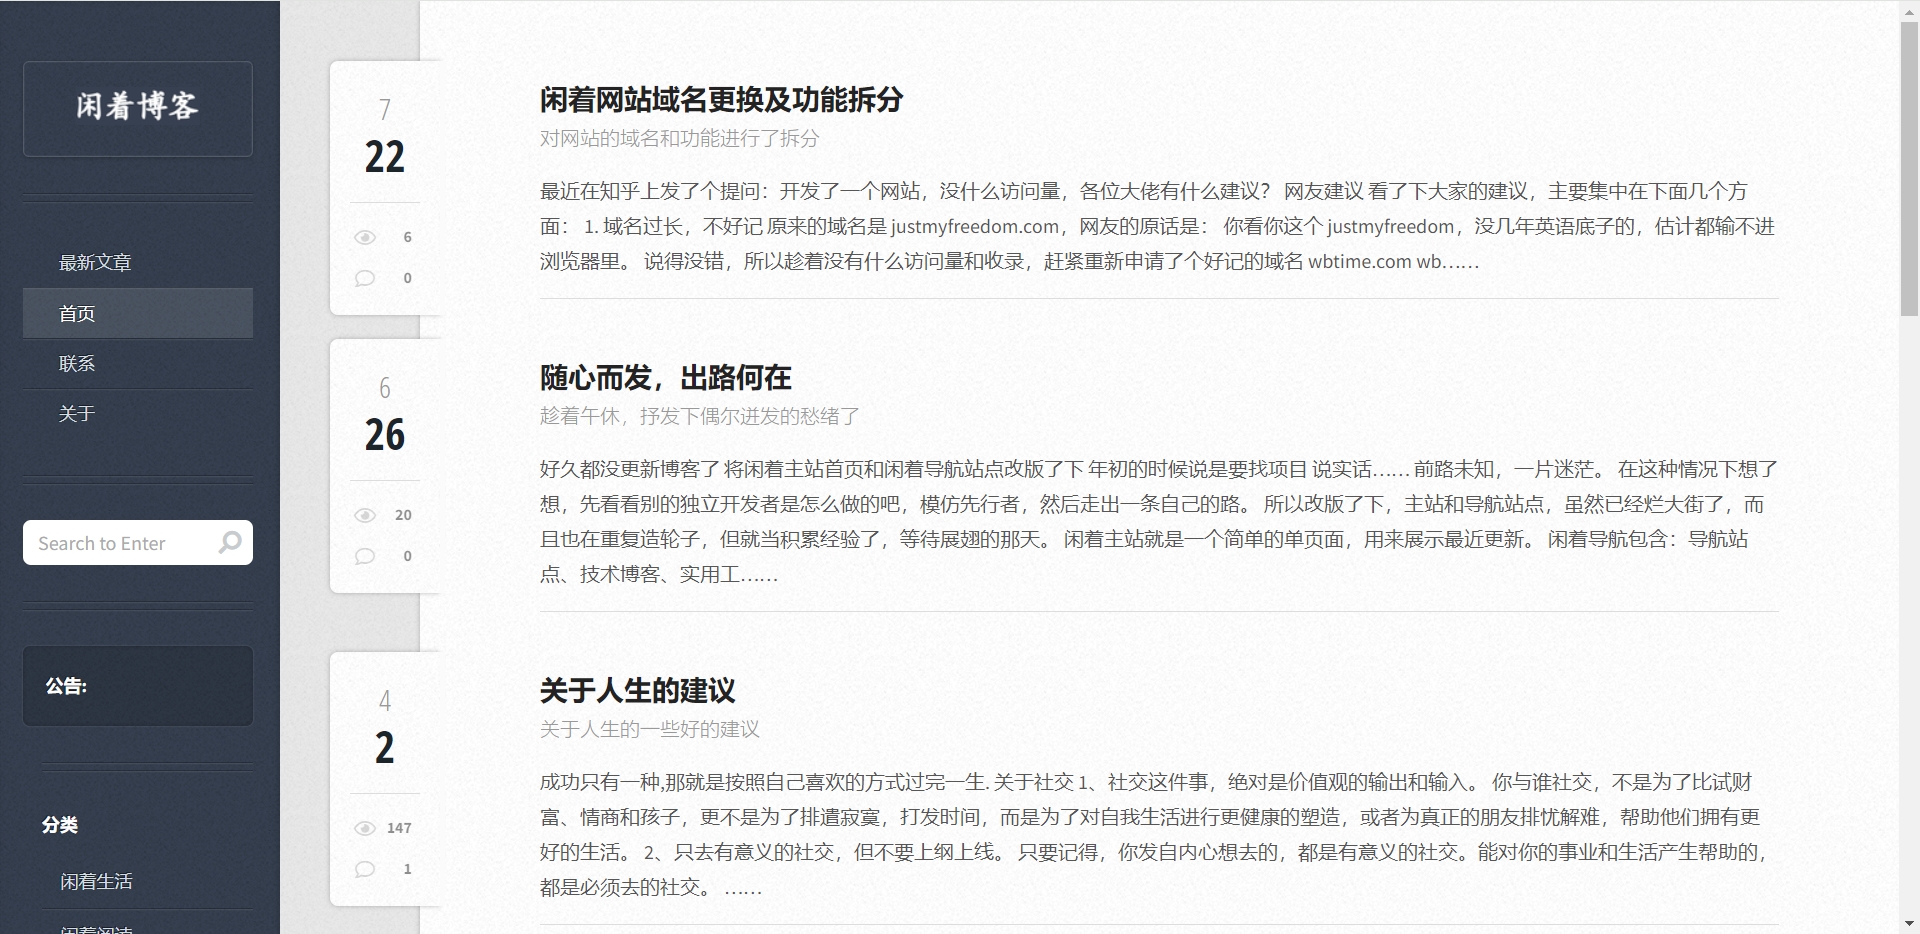 闲着博客
最新文章
首页
联系
关于
Search to Enter
公告:
分类
闲着生活
闲着阅读
7
22
6
0
闲着网站域名更换及功能拆分
对网站的域名和功能进行了拆分
最近在知乎上发了个提问：开发了一个网站，没什么访问量，各位大佬有什么建议？ 网友建议 看了下大家的建议，主要集中在下面几个方
面： 1. 域名过长，不好记 原来的域名是 justmyfreedom.com，网友的原话是： 你看你这个 justmyfreedom，没几年英语底子的，估计都输不进
浏览器里。 说得没错，所以趁着没有什么访问量和收录，赶紧重新申请了个好记的域名 wbtime.com wb……
6
26
20
0
随心而发，出路何在
趁着午休，抒发下偶尔迸发的愁绪了
好久都没更新博客了 将闲着主站首页和闲着导航站点改版了下 年初的时候说是要找项目 说实话…… 前路未知，一片迷茫。 在这种情况下想了
想，先看看别的独立开发者是怎么做的吧，模仿先行者，然后走出一条自己的路。 所以改版了下，主站和导航站点，虽然已经烂大街了，而
且也在重复造轮子，但就当积累经验了，等待展翅的那天。 闲着主站就是一个简单的单页面，用来展示最近更新。 闲着导航包含：导航站
点、技术博客、实用工……
4
2
147
1
关于人生的建议
关于人生的一些好的建议
成功只有一种,那就是按照自己喜欢的方式过完一生. 关于社交 1、社交这件事，绝对是价值观的输出和输入。 你与谁社交，不是为了比试财
富、情商和孩子，更不是为了排遣寂寞，打发时间，而是为了对自我生活进行更健康的塑造，或者为真正的朋友排忧解难，帮助他们拥有更
好的生活。 2、只去有意义的社交，但不要上纲上线。 只要记得，你发自内心想去的，都是有意义的社交。能对你的事业和生活产生帮助的，
都是必须去的社交。 ……